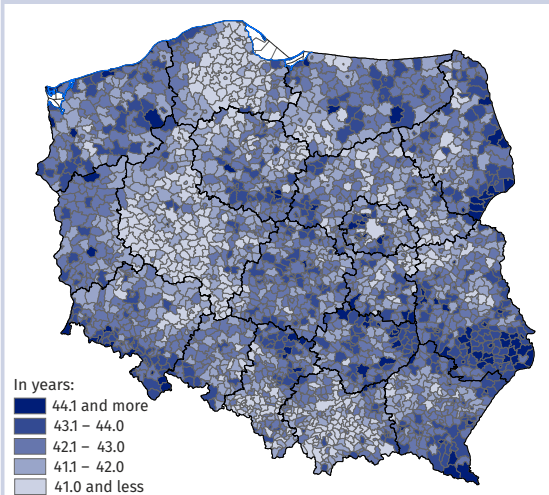 In years:
44.1 and more
43.1 – 44.0
42.1 – 43.0
41.1 – 42.0
41.0 and less